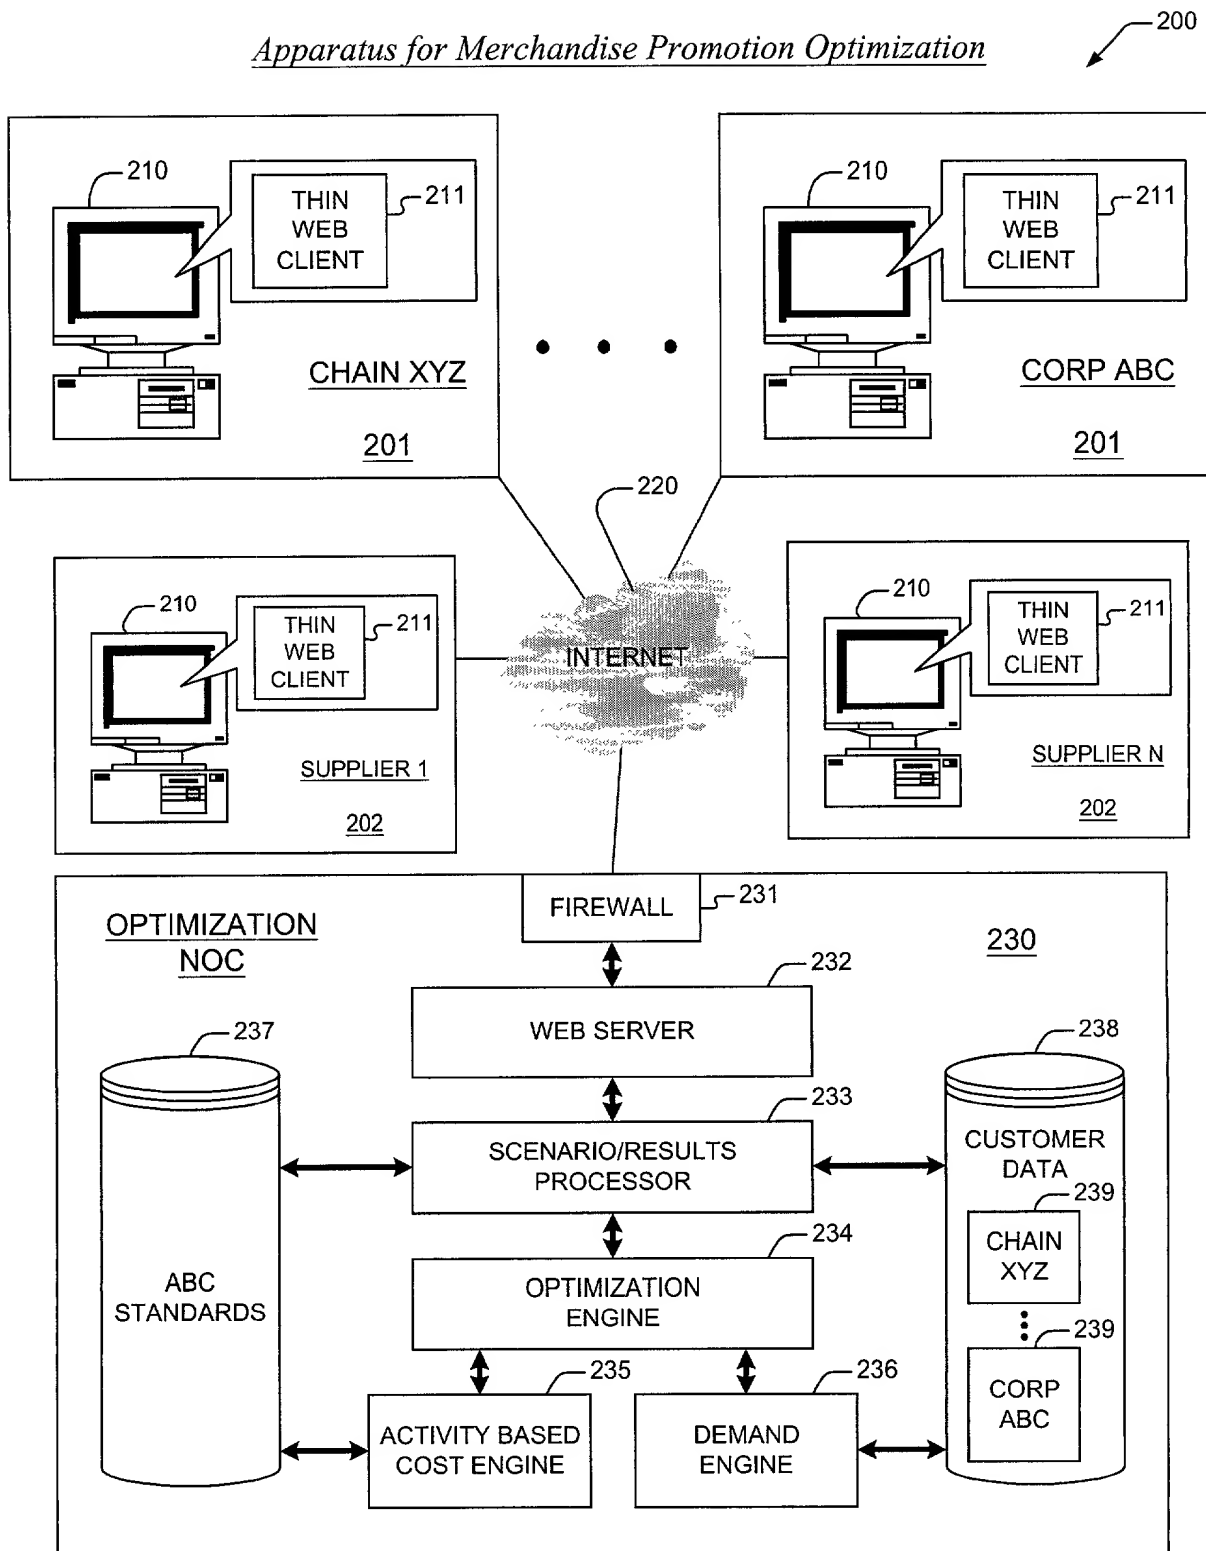 200
Apparatus for Merchandise Promotion Optimization
210
THIN
WEB
CLIENT
211
CHAIN XYZ
201
210
THIN
WEB
CLIENT
211
CORP ABC
201
220
INTERNET
210
THIN
WEB
CLIENT
211
SUPPLIER 1
202
210
THIN
WEB
CLIENT
211
SUPPLIER N
202
OPTIMIZATION
NOC
FIREWALL
231
230
232
WEB SERVER
237
ABC
STANDARDS
233
SCENARIO/RESULTS
PROCESSOR
238
CUSTOMER
DATA
239
CHAIN
XYZ
239
CORP
ABC
234
OPTIMIZATION
ENGINE
235
ACTIVITY BASED
COST ENGINE
236
DEMAND
ENGINE